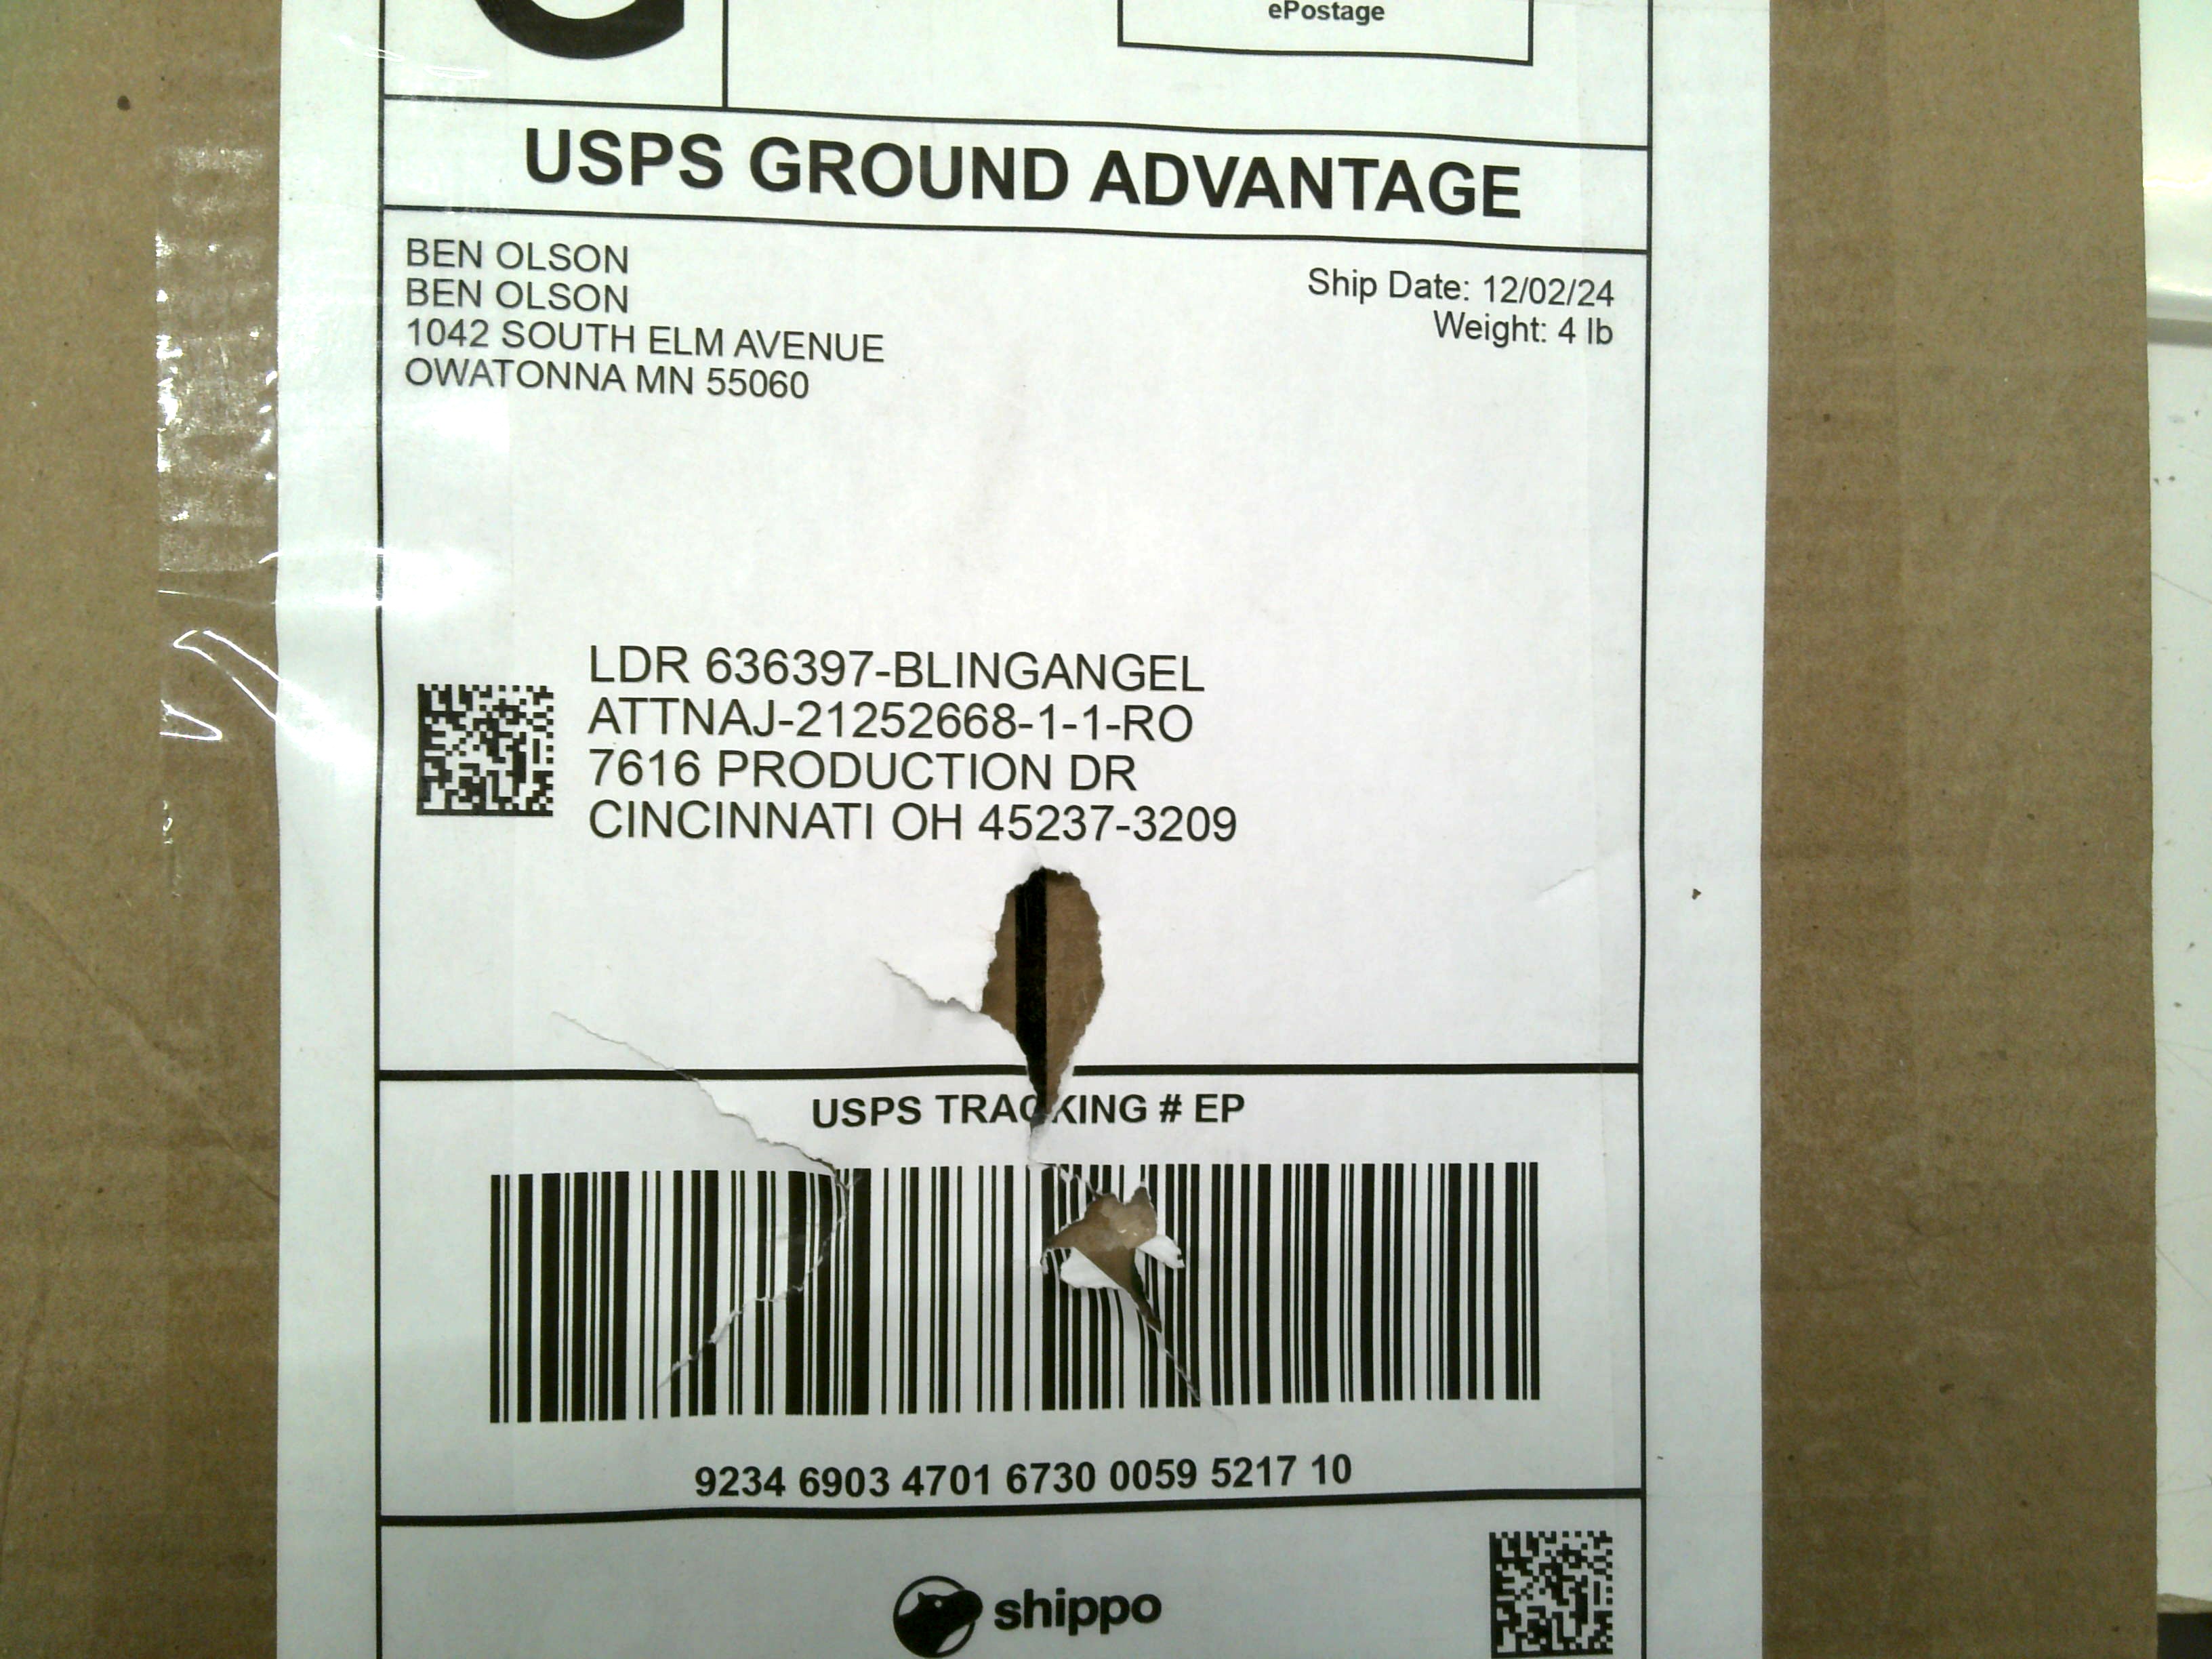 ePostage
USPS GROUND ADVANTAGE
BEN OLSON
BEN OLSON
1042 SOUTH ELM AVENUE
OWATONNA MN 55060
Ship Date: 12/02/24
Weight: 4 lb
LDR 636397-BLINGANGEL
ATTNAJ-21252668-1-1-RO
7616 PRODUCTION DR
CINCINNATI OH 45237-3209
USPS TRACKING # EP
9234 6903 4701 6730 0059 5217 10
shippo